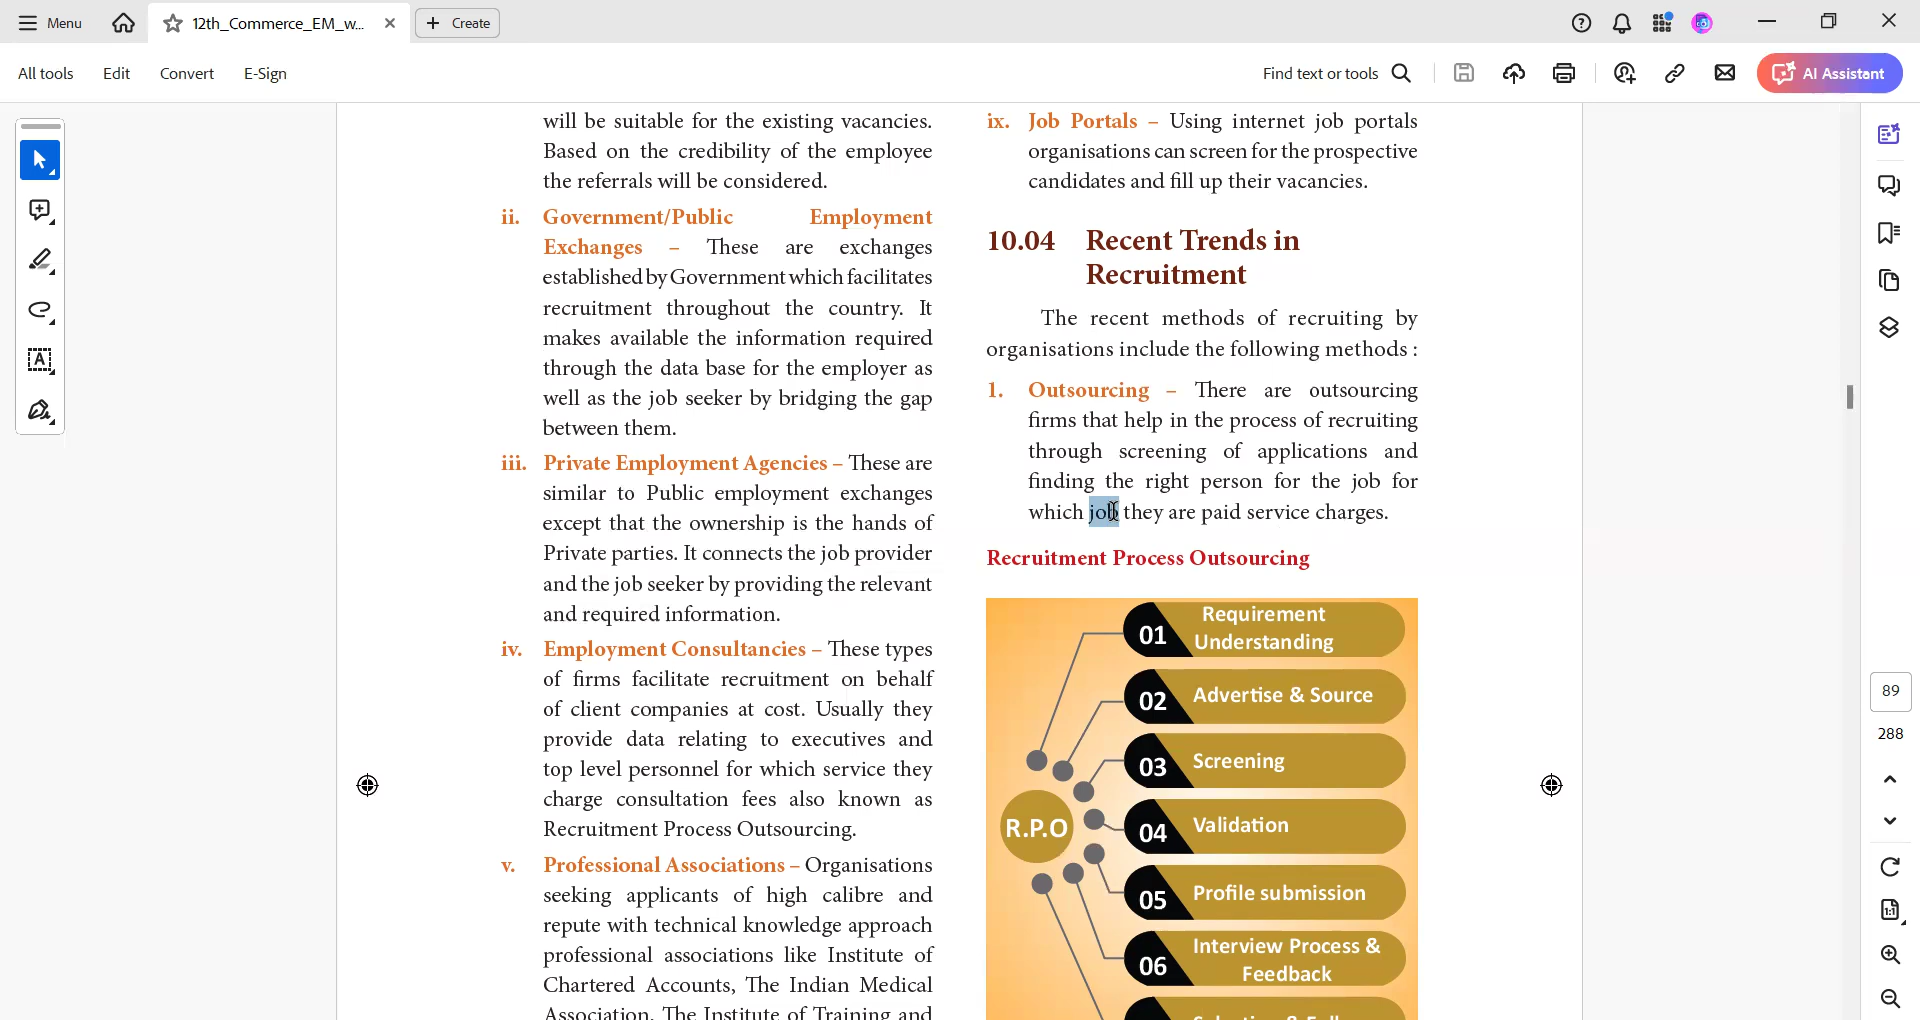 Menu
12th_Commerce_EM_w...
Create
All tools
Edit
Convert
E-Sign
Find text or tools
AI Assistant
will be suitable for the existing vacancies.
Based on the credibility of the employee
the referrals will be considered.
ii. Government/Public Employment
Exchanges – These are exchanges
established by Government which facilitates
recruitment throughout the country. It
makes available the information required
through the data base for the employer as
well as the job seeker by bridging the gap
between them.
iii. Private Employment Agencies – These are
similar to Public employment exchanges
except that the ownership is the hands of
Private parties. It connects the job provider
and the job seeker by providing the relevant
and required information.
iv. Employment Consultancies – These types
of firms facilitate recruitment on behalf
of client companies at cost. Usually they
provide data relating to executives and
top level personnel for which service they
charge consultation fees also known as
Recruitment Process Outsourcing.
v. Professional Associations – Organisations
seeking applicants of high calibre and
repute with technical knowledge approach
professional associations like Institute of
Chartered Accounts, The Indian Medical
Association, The Institute of Training and
ix. Job Portals – Using internet job portals
organisations can screen for the prospective
candidates and fill up their vacancies.
10.04 Recent Trends in
Recruitment
The recent methods of recruiting by
organisations include the following methods :
1. Outsourcing – There are outsourcing
firms that help in the process of recruiting
through screening of applications and
finding the right person for the job for
which job they are paid service charges.
Recruitment Process Outsourcing
R.P.O
01 Requirement
Understanding
02 Advertise & Source
03 Screening
04 Validation
05 Profile submission
06 Interview Process &
Feedback
89
288